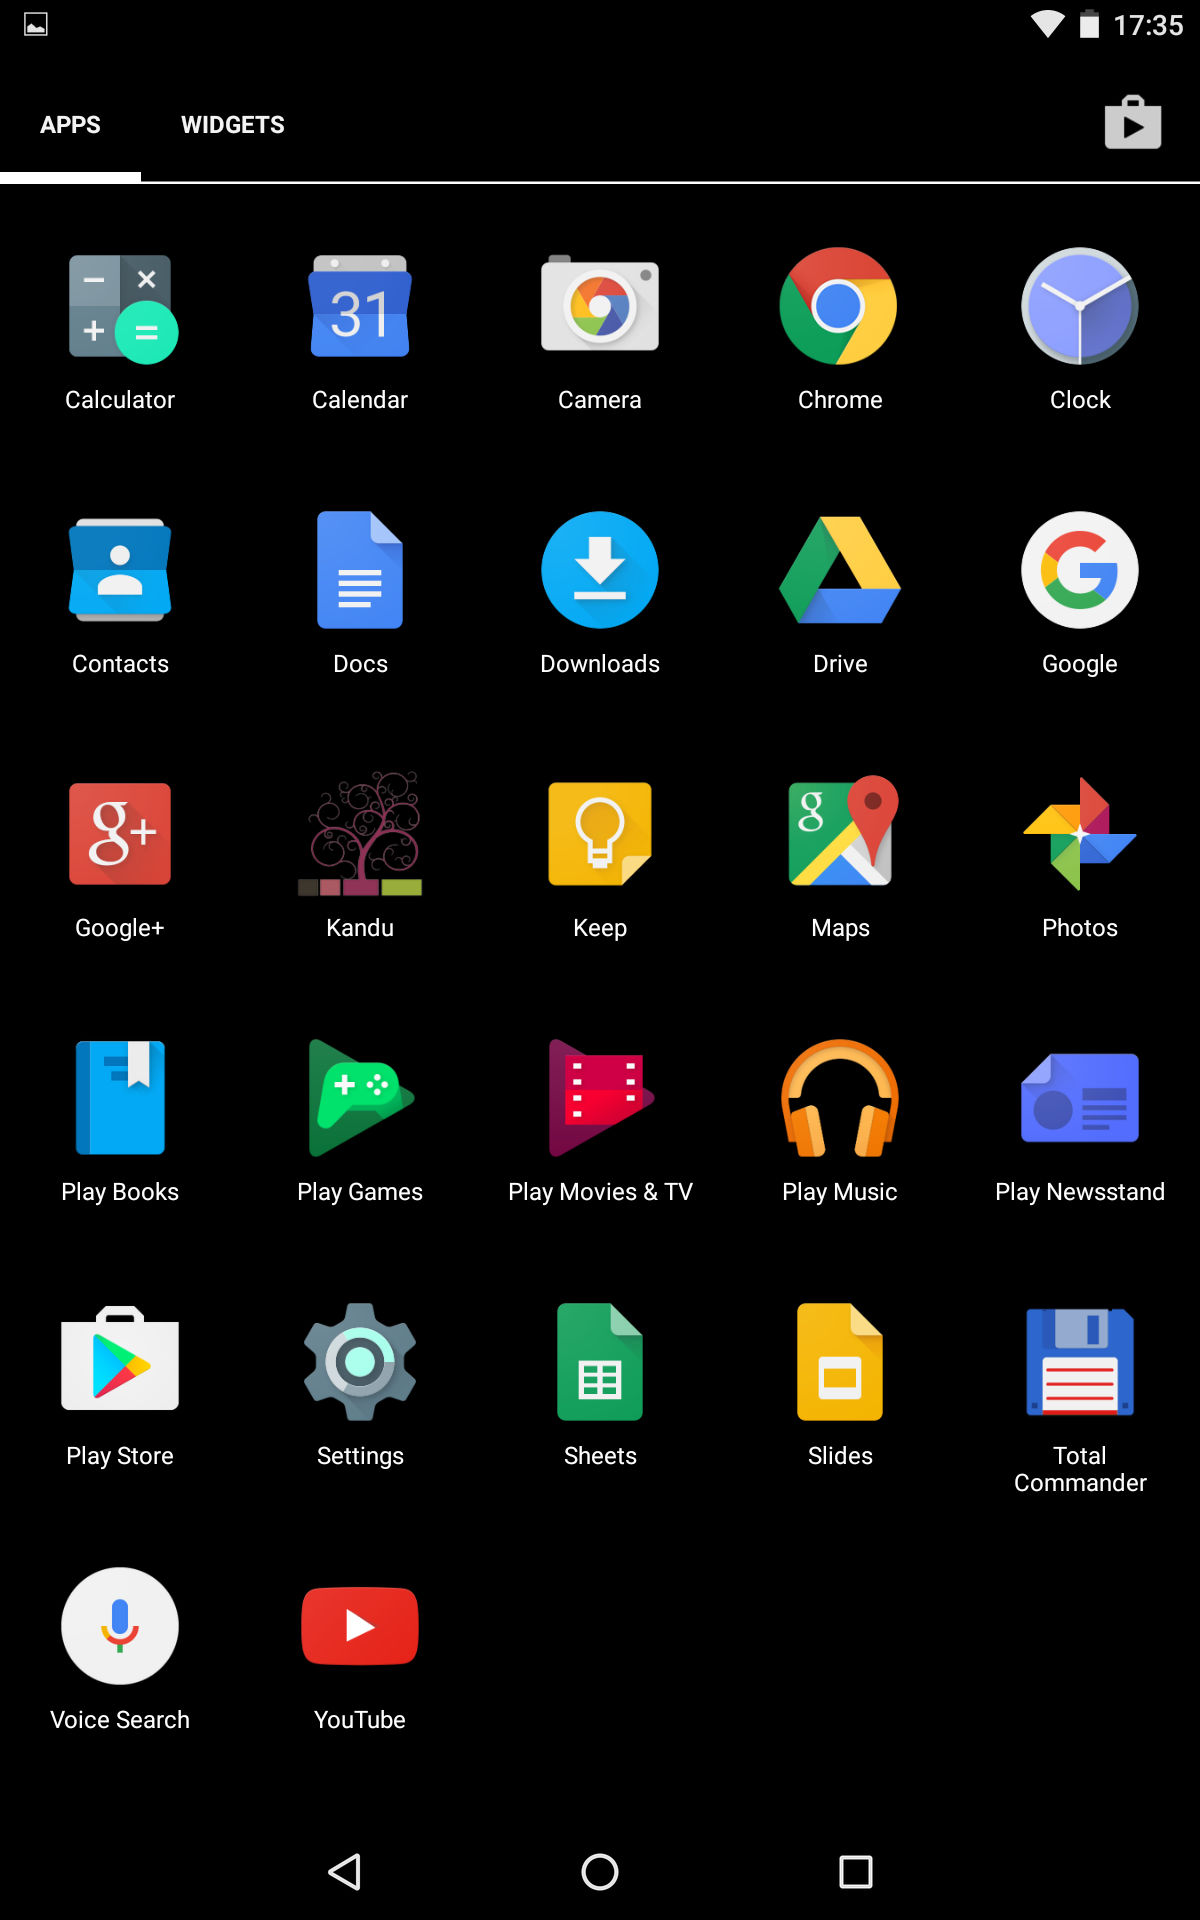 17:35
APPS WIDGETS
31
Calculator Calendar Camera Chrome Clock
Contacts Docs Downloads Drive Google
g+ g
Google+ Kandu Keep Maps Photos
Play Books Play Games Play Movies & TV Play Music Play Newsstand
Play Store Settings Sheets Slides Total
Commander
Voice Search YouTube